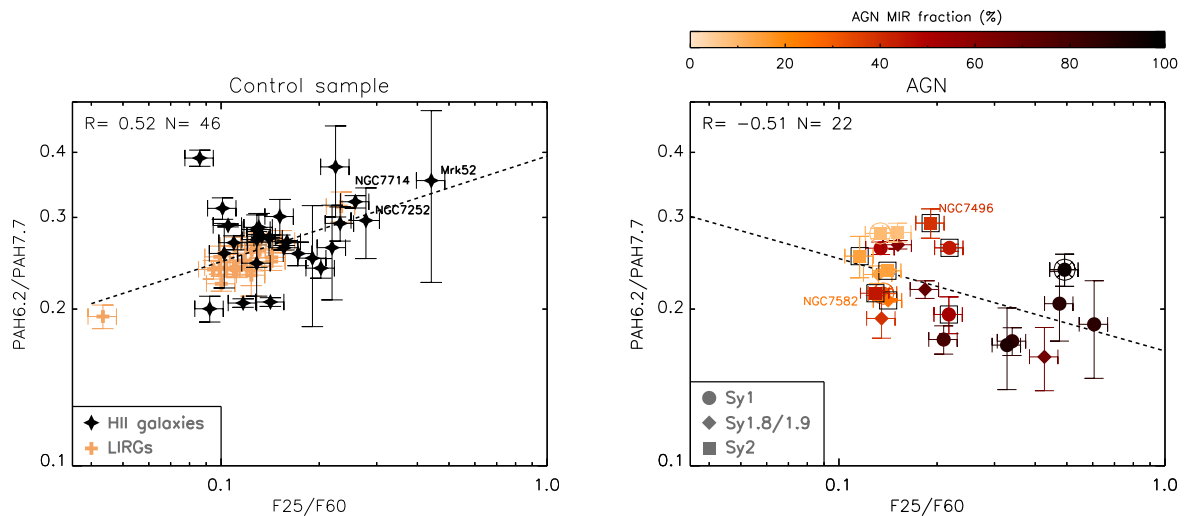 AGN MIR fraction (%)
0 20 40 60 80 100
Control sample
R= 0.52 N= 46
NGC7714
Mrk52
NGC7252
HII galaxies
LIRGs
0.4
0.3
0.2
0.1
PAH6.2/PAH7.7
0.1 1.0
F25/F60
AGN
R= −0.51 N= 22
NGC7496
NGC7582
Sy1
Sy1.8/1.9
Sy2
0.4
0.3
0.2
0.1
PAH6.2/PAH7.7
0.1 1.0
F25/F60